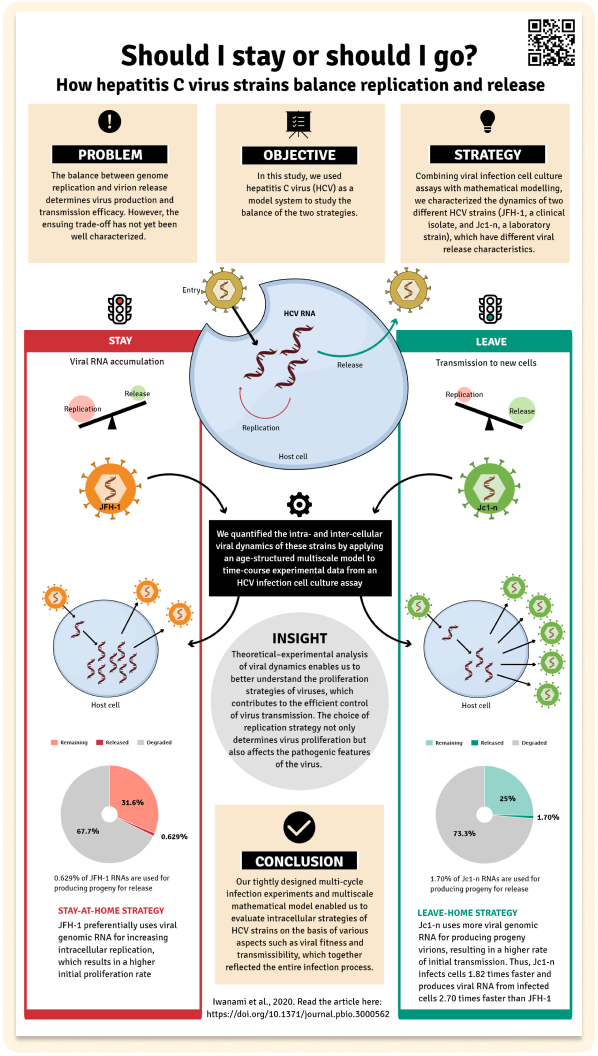 Should I stay or should I go?
How hepatitis C virus strains balance replication and release
PROBLEM
The balance between genome
replication and virion release
determines virus production and
transmission efficacy. However, the
ensuing trade-off has not yet been
well characterized.
OBJECTIVE
In this study, we used
hepatitis C virus (HCV) as a
model system to study the
balance of the two strategies.
STRATEGY
Combining viral infection cell culture
assays with mathematical modelling,
we characterized the dynamics of two
different HCV strains (JFH-1, a clinical
isolate, and Jc1-n, a laboratory
strain), which have different viral
release characteristics.
Entry
HCV RNA
Release
Replication
Host cell
STAY
Viral RNA accumulation
Replication
Release
JFH-1
LEAVE
Transmission to new cells
Replication
Release
Jc1-n
We quantified the intra- and inter-cellular
viral dynamics of these strains by applying
an age-structured multiscale model to
time-course experimental data from an
HCV infection cell culture assay
Host cell
Remaining Released Degraded
31.6%
67.7%
0.629%
0.629% of JFH-1 RNAs are used for
producing progeny for release
STAY-AT-HOME STRATEGY
JFH-1 preferentially uses viral
genomic RNA for increasing
intracellular replication,
which results in a higher
initial proliferation rate
INSIGHT
Theoretical–experimental analysis
of viral dynamics enables us to
better understand the proliferation
strategies of viruses, which
contributes to the efficient control
of virus transmission. The choice of
replication strategy not only
determines virus proliferation but
also affects the pathogenic features
of the virus.
CONCLUSION
Our tightly designed multi-cycle
infection experiments and multiscale
mathematical model enabled us to
evaluate intracellular strategies of
HCV strains on the basis of various
aspects such as viral fitness and
transmissibility, which together
reflected the entire infection process.
Host cell
Remaining Released Degraded
25%
1.70%
73.3%
1.70% of Jc1-n RNAs are used for
producing progeny for release
LEAVE-HOME STRATEGY
Jc1-n uses more viral genomic
RNA for producing progeny
virions, resulting in a higher rate
of initial transmission. Thus, Jc1-n
infects cells 1.82 times faster and
produces viral RNA from infected
cells 2.70 times faster than JFH-1
Iwanami et al., 2020. Read the article here:
https://doi.org/10.1371/journal.pbio.3000562